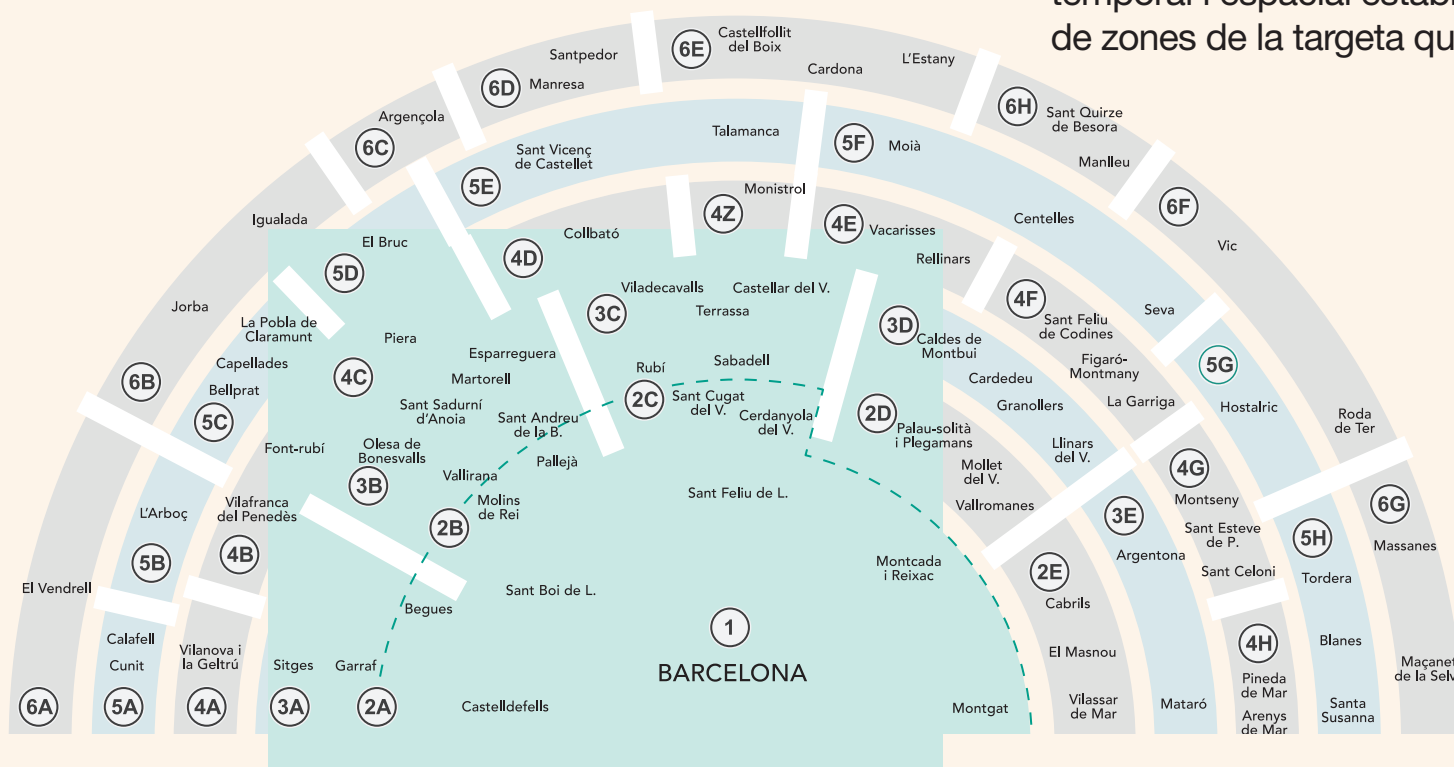 temporal i espacial establ
de zones de la targeta qu
6E
Castellfollit
del Boix
Santpedor
L'Estany
Cardona
6D
Manresa
6H
Sant Quirze
de Besora
Argençola
6C
Talamanca
5F
Moià
Sant Vicenç
de Castellet
Manlleu
5E
Monistrol
6F
4Z
Igualada
4E
Vacarisses
Centelles
El Bruc
Collbató
Vic
5D
4D
Rellinars
Viladecavalls
Castellar del V.
4F
Jorba
3C
Terrassa
Seva
La Pobla de
Claramunt
3D
Caldes de
Montbui
Sant Feliu
de Codines
Piera
Esparreguera
Capellades
Rubí
Sabadell
Figaró-
Montmany
5G
6B
4C
Martorell
Cardedeu
Bellprat
2C
Sant Cugat
del V.
La Garriga
Granollers
Hostalric
5C
Sant Sadurní
d'Anoia
Sant Andreu
de la B.
Cerdanyola
del V.
2D
Palau-solità
i Plegamans
Roda
de Ter
Font-rubí
Olesa de
Bonesvalls
Llinars
del V.
Pallejà
Mollet
del V.
4G
3B
Vallirana
Sant Feliu de L.
Montseny
6G
Vilafranca
del Penedès
Molins
de Rei
Vallromanes
L'Arboç
2B
3E
Sant Esteve
de P.
5H
Massanes
4B
Argentona
5B
Montcada
i Reixac
2E
Sant Celoni
Tordera
El Vendrell
Sant Boi de L.
Cabrils
Begues
1
Calafell
Vilanova i
la Geltrú
4H
Blanes
Cunit
Sitges
Garraf
BARCELONA
El Masnou
Maçanet
de la Selv
Pineda
de Mar
6A
5A
4A
3A
2A
Castelldefells
Montgat
Vilassar
de Mar
Mataró
Arenys
de Mar
Santa
Susanna